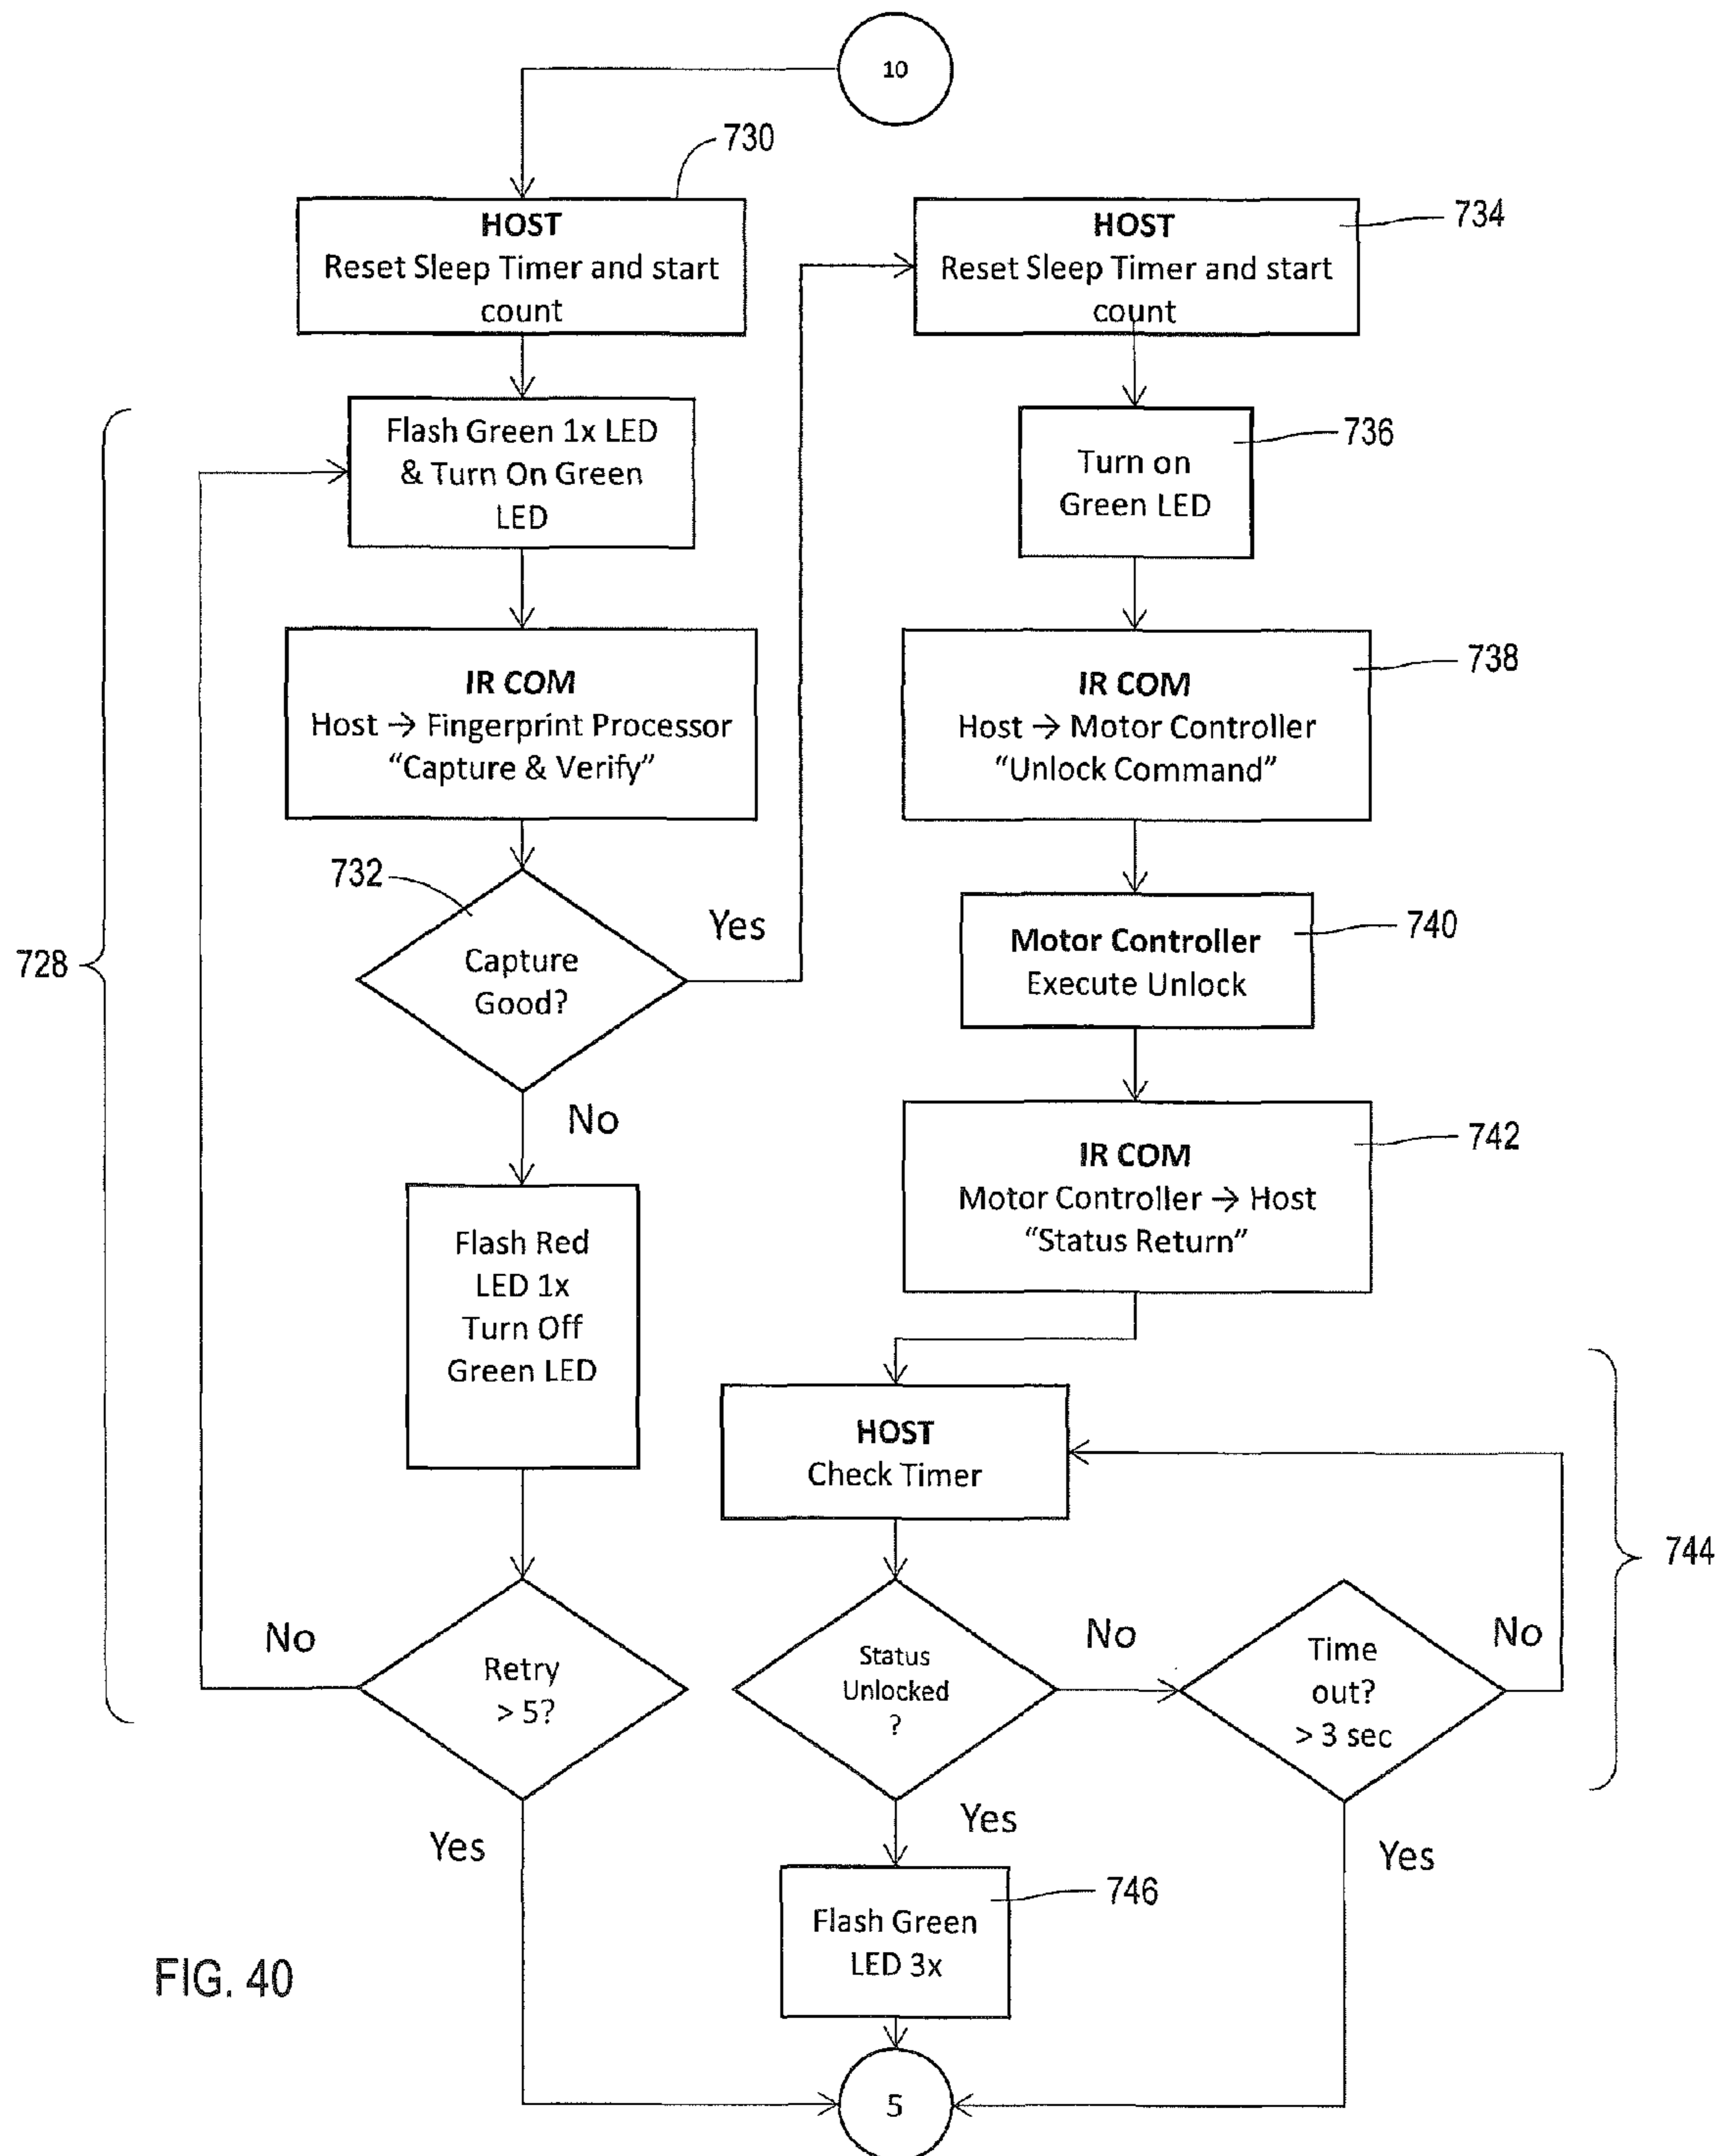 10
730
HOST
Reset Sleep Timer and start
count
734
HOST
Reset Sleep Timer and start
count
Flash Green 1x LED
& Turn On Green
LED
736
Turn on
Green LED
IR COM
Host → Fingerprint Processor
“Capture & Verify”
738
IR COM
Host → Motor Controller
“Unlock Command”
732
Capture
Good?
Yes
No
728
740
Motor Controller
Execute Unlock
742
IR COM
Motor Controller → Host
“Status Return”
Flash Red
LED 1x
Turn Off
Green LED
HOST
Check Timer
744
Retry
> 5?
No
Yes
Status
Unlocked
?
No
Yes
Time
out?
> 3 sec
No
Yes
746
Flash Green
LED 3x
5
FIG. 40